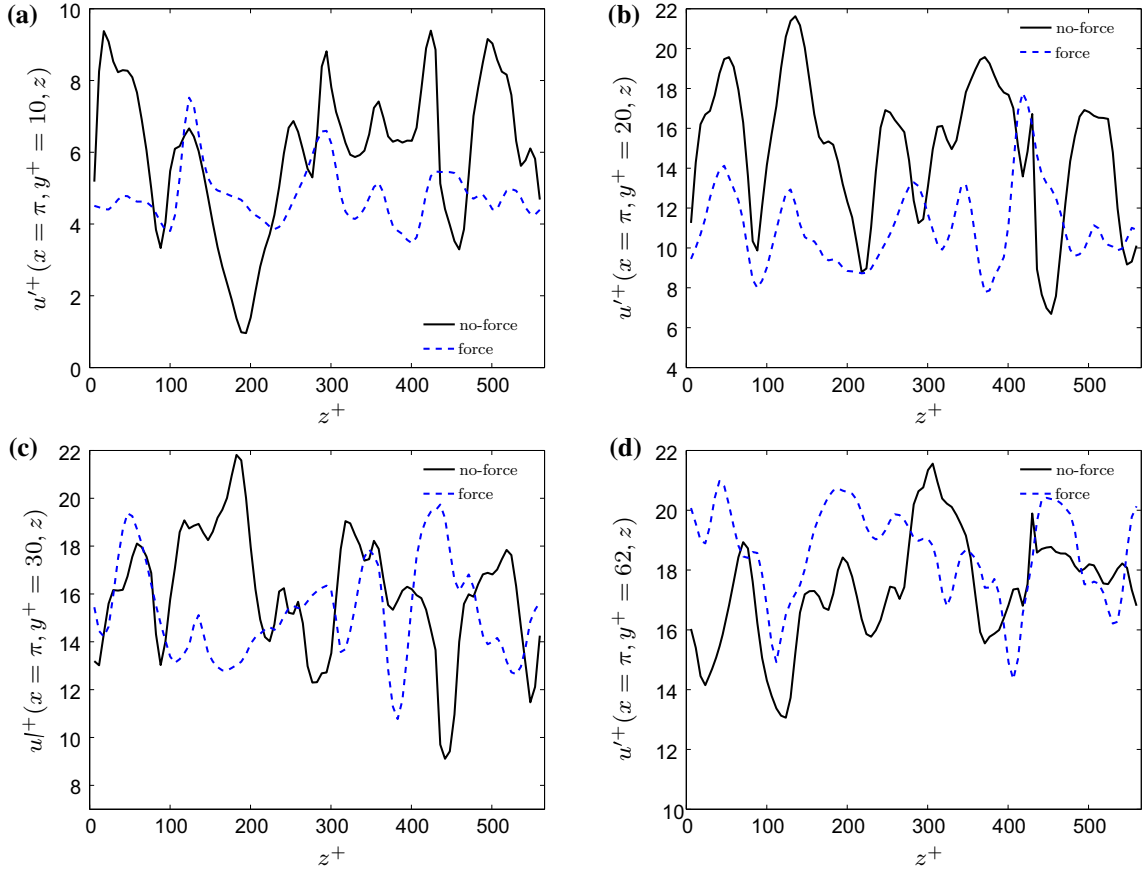 (a)
10
8
6
4
2
0
u′⁺(x = π, y⁺ = 10, z)
no-force
force
0 100 200 300 400 500
z⁺
(b)
22
20
18
16
14
12
10
8
6
4
u′⁺(x = π, y⁺ = 20, z)
no-force
force
0 100 200 300 400 500
z⁺
(c)
22
20
18
16
14
12
10
8
u/⁺(x = π, y⁺ = 30, z)
no-force
force
0 100 200 300 400 500
z⁺
(d)
22
20
18
16
14
12
10
u′⁺(x = π, y⁺ = 62, z)
no-force
force
0 100 200 300 400 500
z⁺